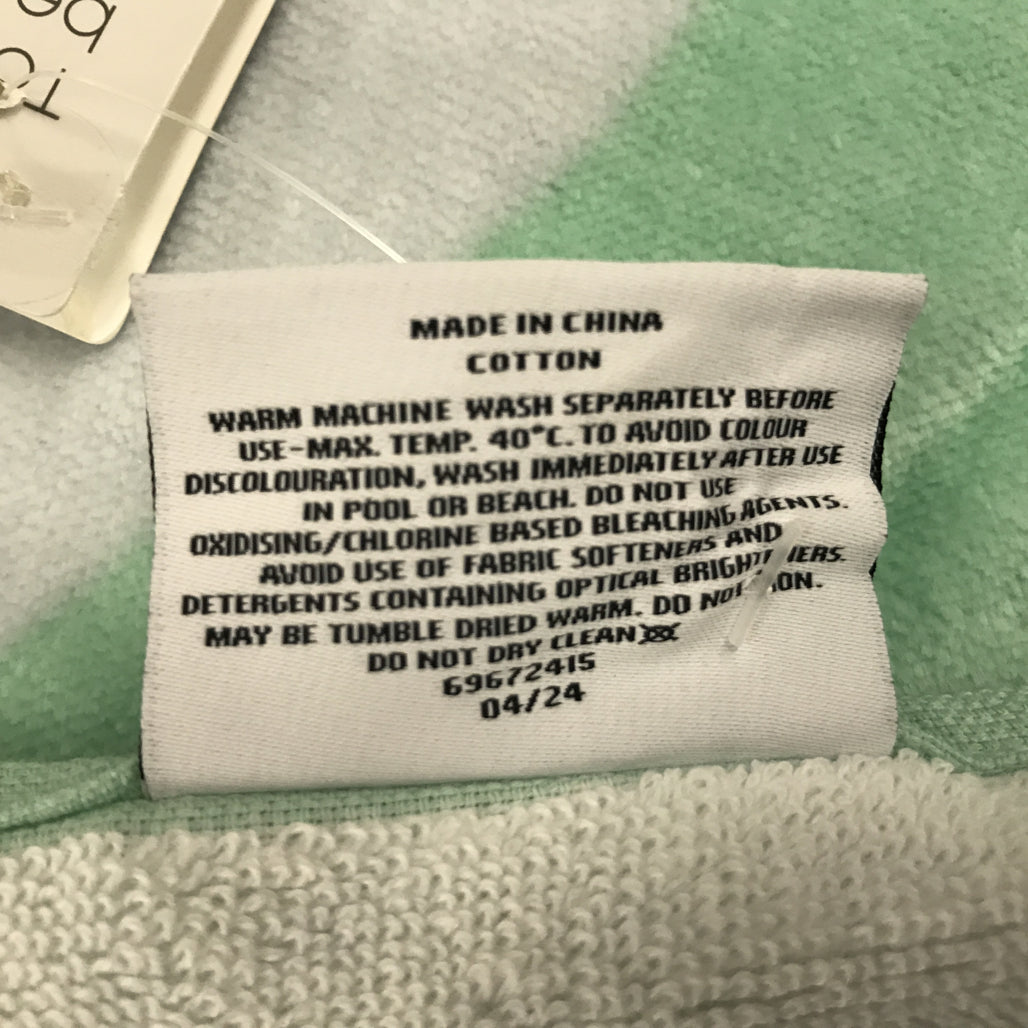 MADE IN CHINA
COTTON
WARM MACHINE WASH SEPARATELY BEFORE
USE-MAX. TEMP. 40°C. TO AVOID COLOUR
DISCOLOURATION, WASH IMMEDIATELY AFTER USE
IN POOL OR BEACH. DO NOT USE
OXIDISING/CHLORINE BASED BLEACHING AGENTS.
AVOID USE OF FABRIC SOFTENERS AND
DETERGENTS CONTAINING OPTICAL
MAY BE TUMBLE DRIED WARM. DO NOT
DO NOT DRY CLEAN
69672415
04/24